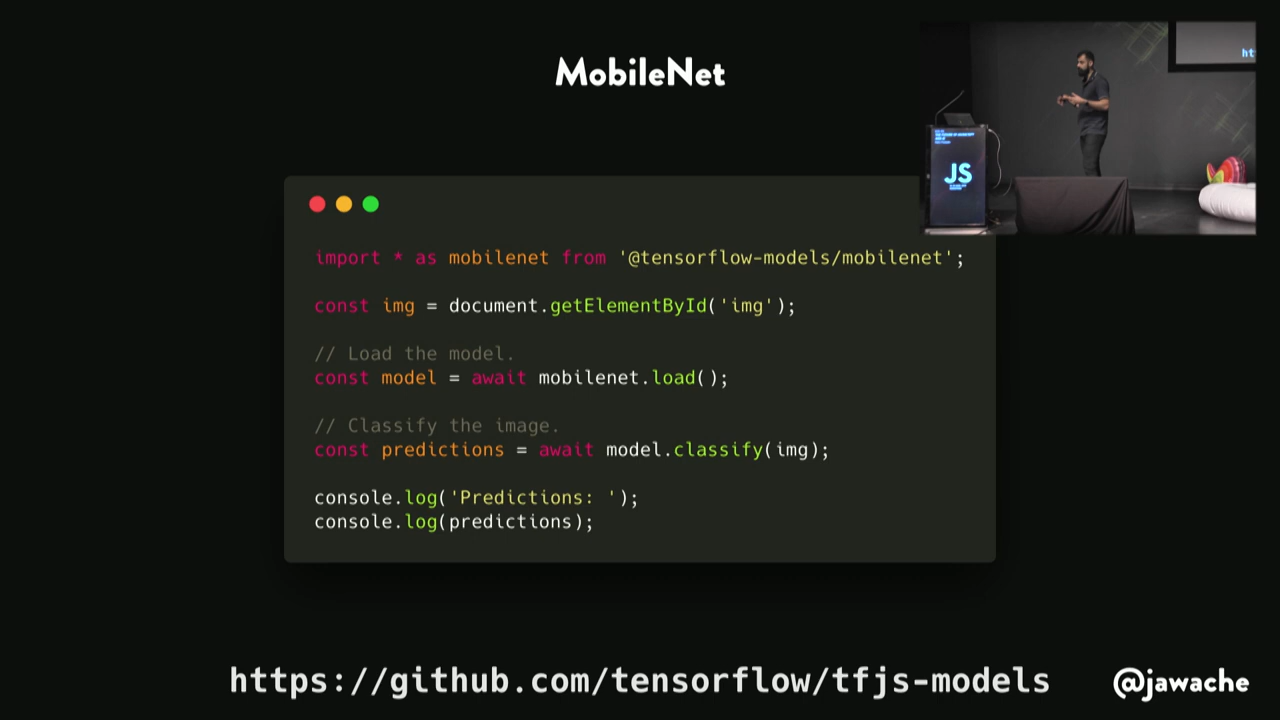 MobileNet
ht
JS
import * as mobilenet from '@tensorflow-models/mobilenet';
const img = document.getElementById('img');
// Load the model.
const model = await mobilenet.load();
// Classify the image.
const predictions = await model.classify(img);
console.log('Predictions: ');
console.log(predictions);
https://github.com/tensorflow/tfjs-models
@jawache